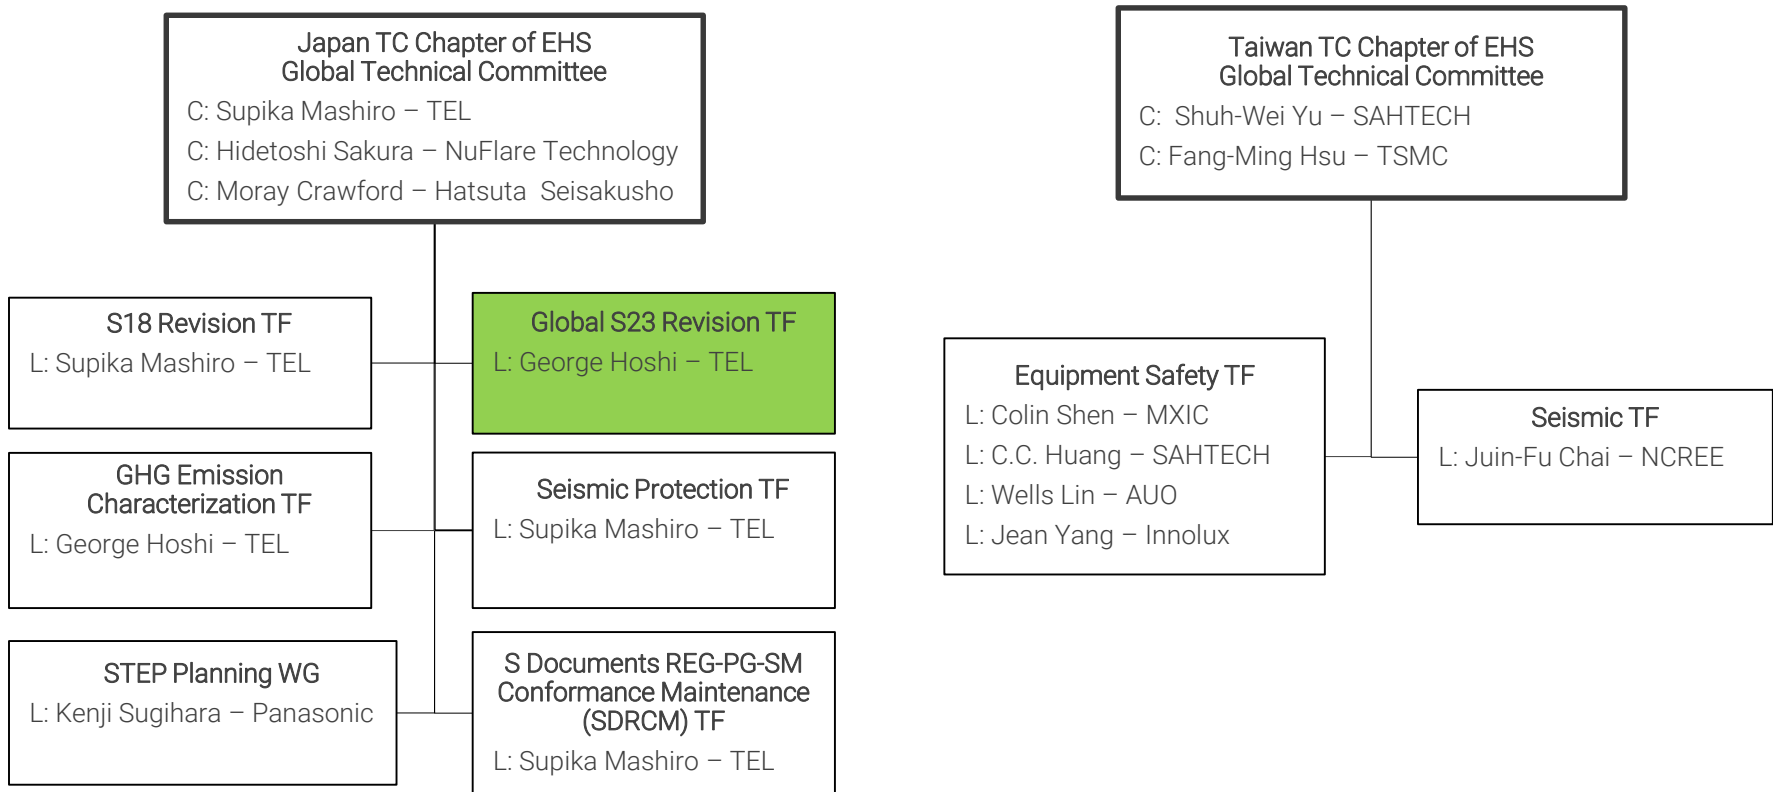 Japan TC Chapter of EHS
Global Technical Committee
C: Supika Mashiro – TEL
C: Hidetoshi Sakura – NuFlare Technology
C: Moray Crawford – Hatsuta  Seisakusho
S18 Revision TF
L: Supika Mashiro – TEL
Global S23 Revision TF
L: George Hoshi – TEL
GHG Emission
Characterization TF
L: George Hoshi – TEL
Seismic Protection TF
L: Supika Mashiro – TEL
STEP Planning WG
L: Kenji Sugihara – Panasonic
S Documents REG-PG-SM
Conformance Maintenance
(SDRCM) TF
L: Supika Mashiro – TEL
Taiwan TC Chapter of EHS
Global Technical Committee
C:  Shuh-Wei Yu – SAHTECH
C: Fang-Ming Hsu – TSMC
Equipment Safety TF
L: Colin Shen – MXIC
L: C.C. Huang – SAHTECH
L: Wells Lin – AUO
L: Jean Yang – Innolux
Seismic TF
L: Juin-Fu Chai – NCREE